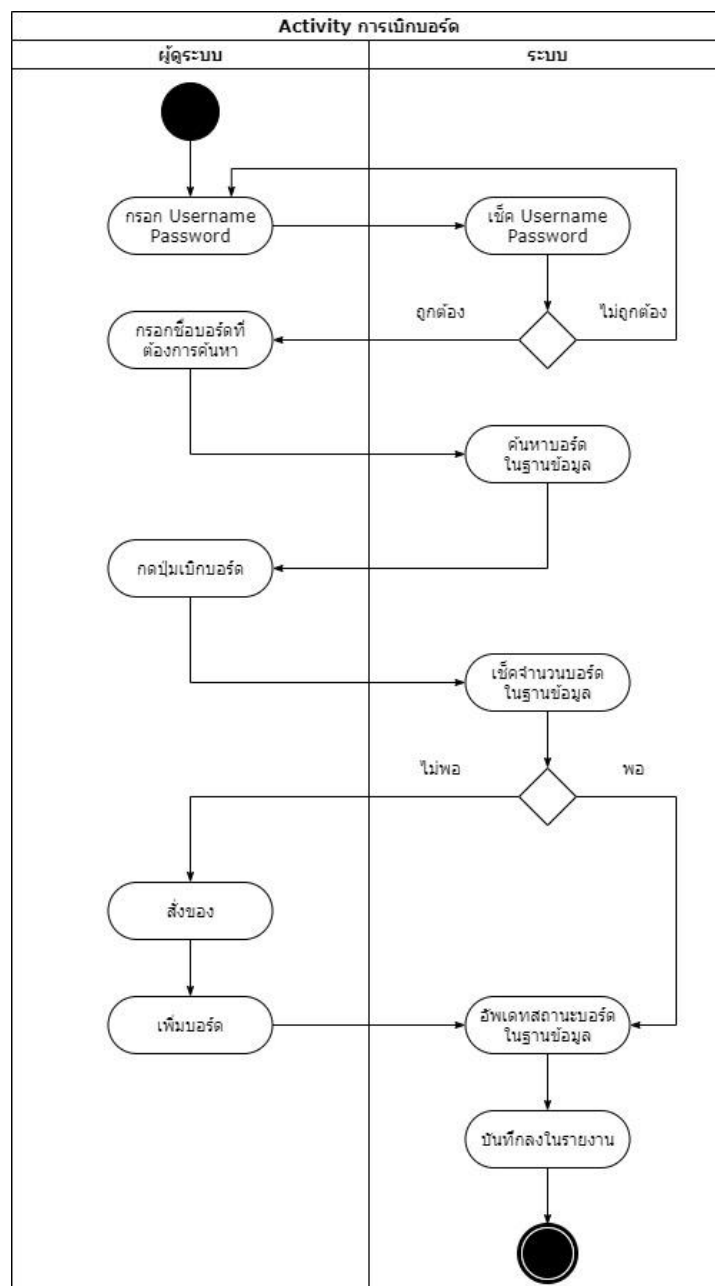 Activity การเบิกบอร์ด
ผู้ดูระบบ
ระบบ
กรอก Username
Password
เช็ค Username
Password
ถูกต้อง
ไม่ถูกต้อง
กรอกชื่อบอร์ดที่
ต้องการค้นหา
ค้นหาบอร์ด
ในฐานข้อมูล
กดปุ่มเบิกบอร์ด
เช็คจำนวนบอร์ด
ในฐานข้อมูล
ไม่พอ
พอ
สั่งของ
เพิ่มบอร์ด
อัพเดทสถานะบอร์ด
ในฐานข้อมูล
บันทึกลงในรายงาน